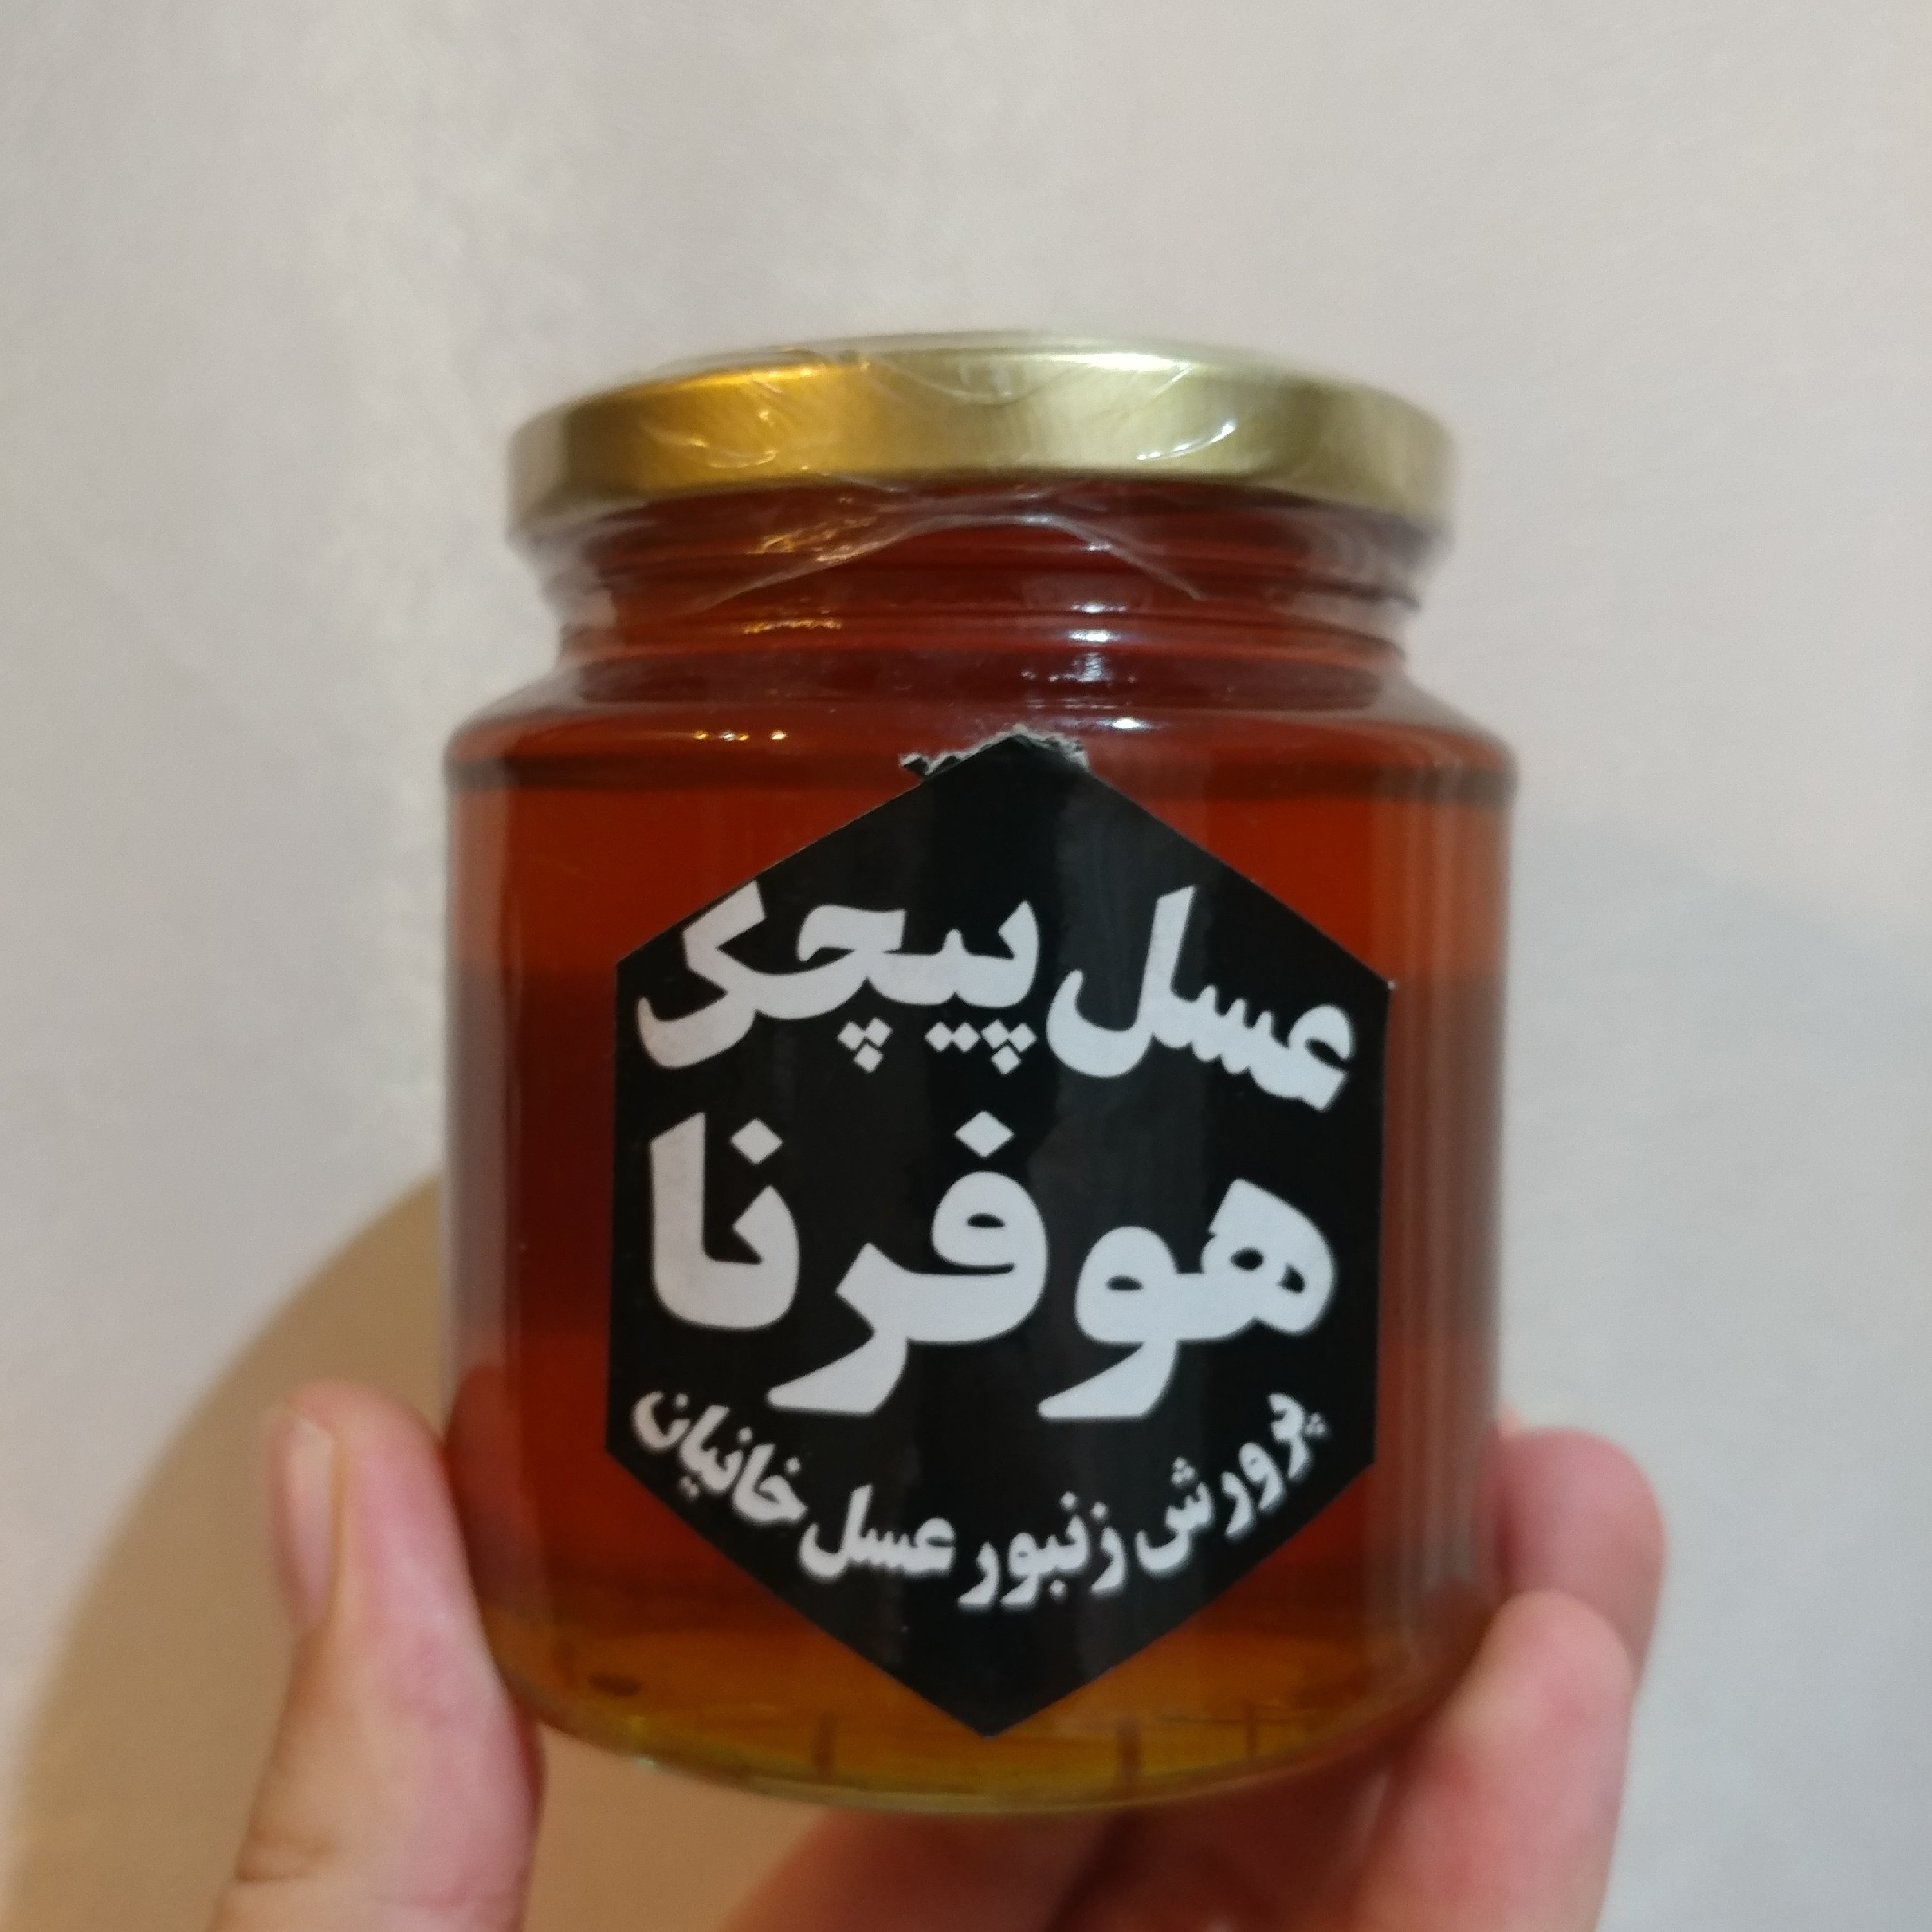 عسل پیچک
هوفرنا
پرورش زنبور عسل خانیان